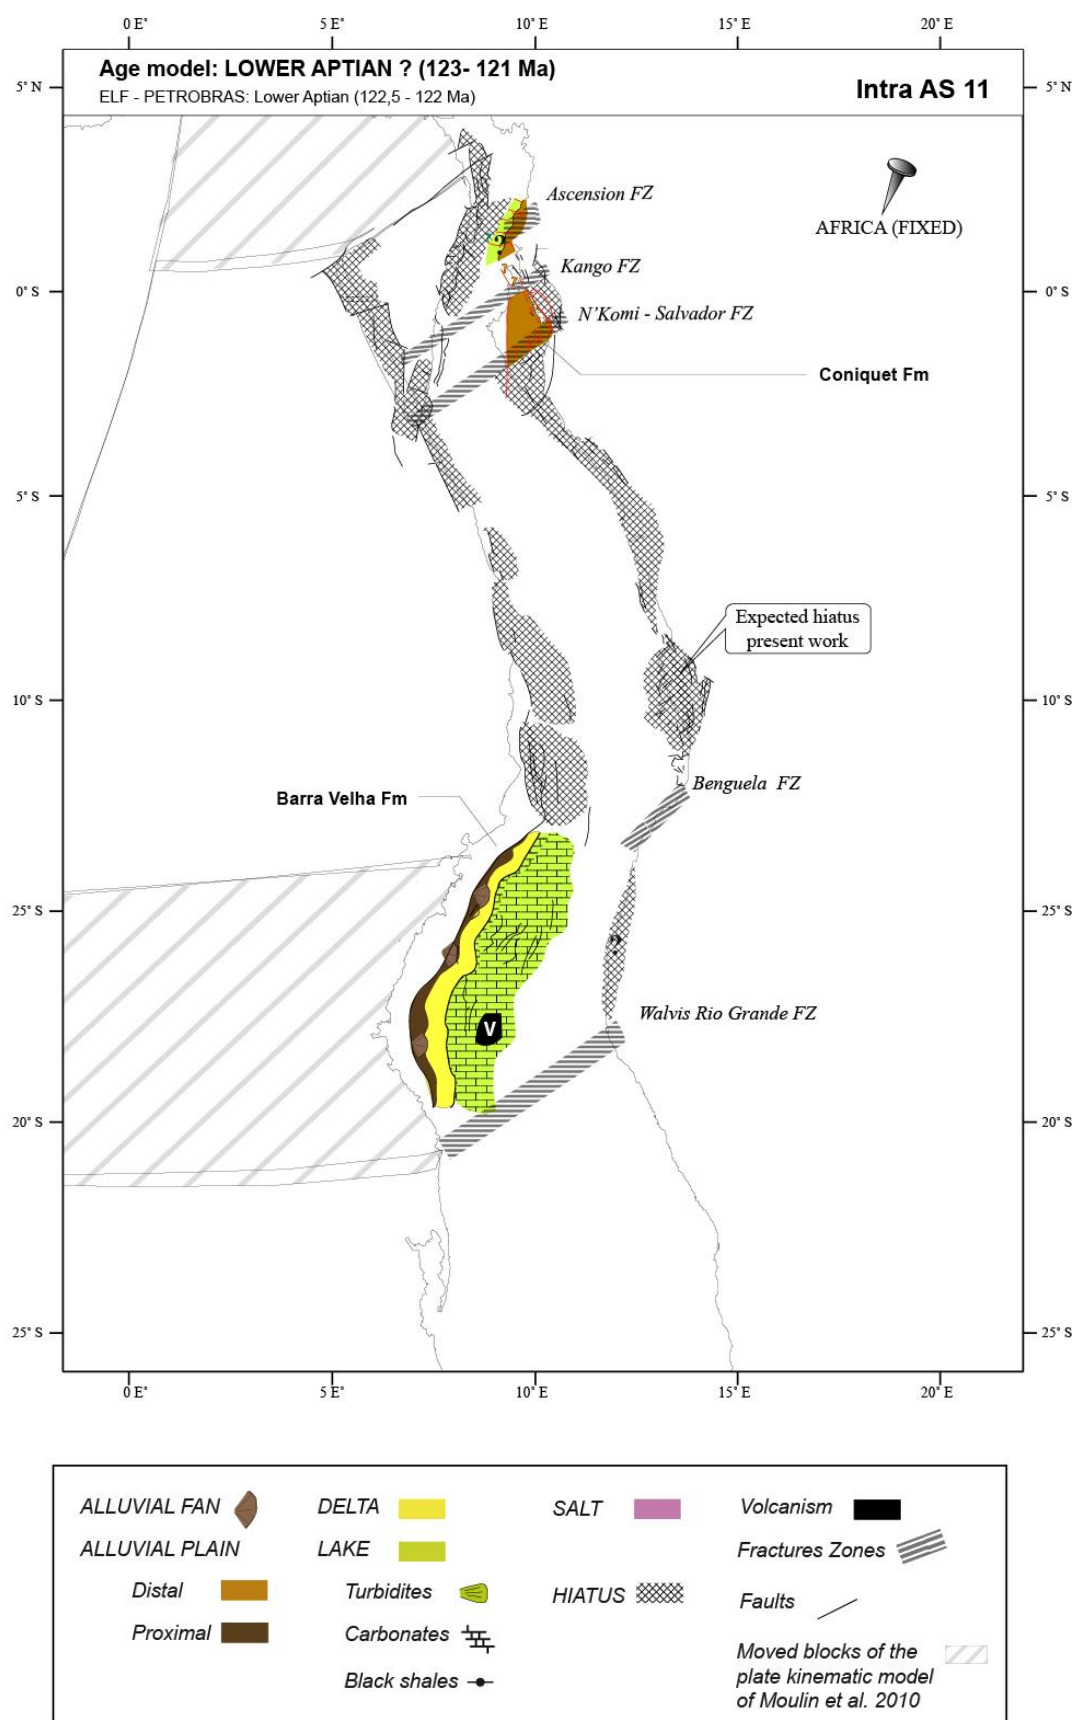 0 E° 5 E° 10 E° 15°E 20° E
Age model: LOWER APTIAN ? (123- 121 Ma)
5° N 5° N
ELF - PETROBRAS: Lower Aptian (122,5 - 122 Ma)
Intra AS 11
Ascension FZ
AFRICA (FIXED)
?
Kango FZ
?
?
0° S 0° S
N'Komi - Salvador FZ
Coniquet Fm
5° S 5° S
Expected hiatus
present work
10° S 10° S
Benguela FZ
Barra Velha Fm
25° S 25° S
?
Walvis Rio Grande FZ
V
20° S 20° S
25° S 25° S
0 E° 5 E° 10 E° 15°E 20° E
ALLUVIAL FAN DELTA SALT Volcanism
ALLUVIAL PLAIN LAKE Fractures Zones
Distal Turbidites HIATUS Faults
Proximal Carbonates
Moved blocks of the
Black shales plate kinematic model
of Moulin et al. 2010